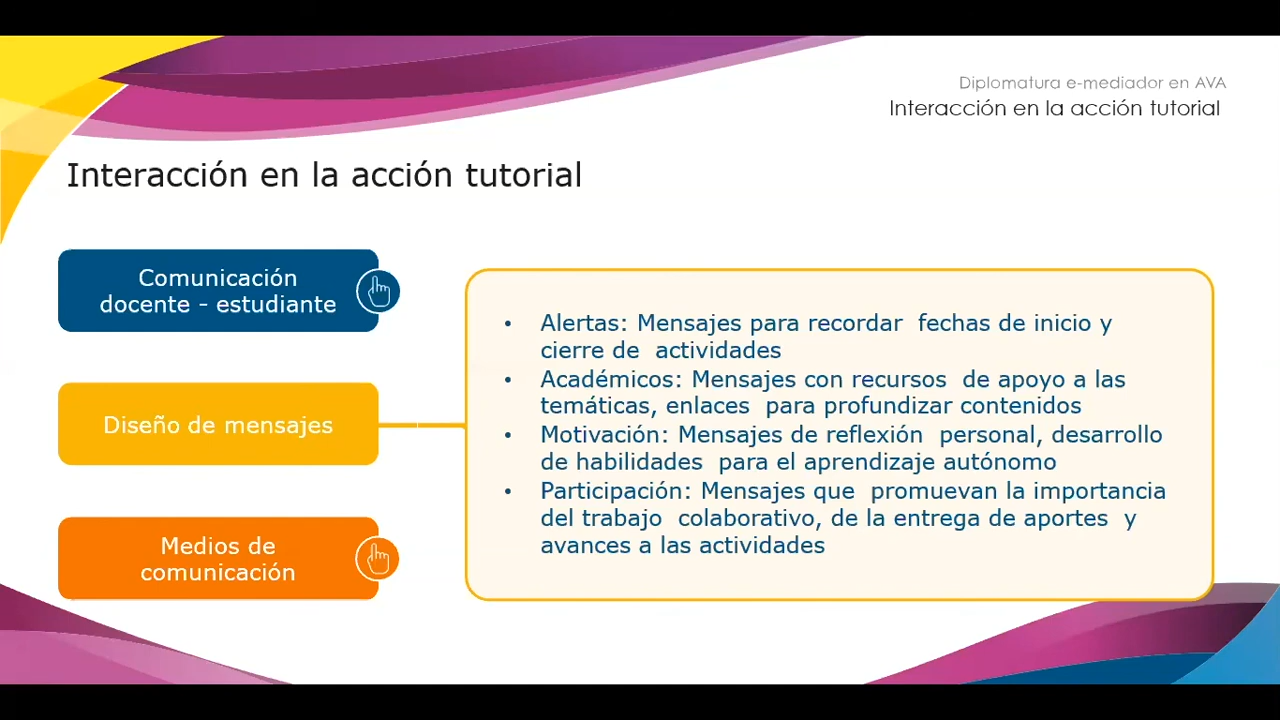 Diplomatura e-mediador en AVA
Interacción en la acción tutorial
Interacción en la acción tutorial
Comunicación
docente - estudiante
Diseño de mensajes
Medios de
comunicación
• Alertas: Mensajes para recordar fechas de inicio y
cierre de actividades
• Académicos: Mensajes con recursos de apoyo a las
temáticas, enlaces para profundizar contenidos
• Motivación: Mensajes de reflexión personal, desarrollo
de habilidades para el aprendizaje autónomo
• Participación: Mensajes que promuevan la importancia
del trabajo colaborativo, de la entrega de aportes y
avances a las actividades